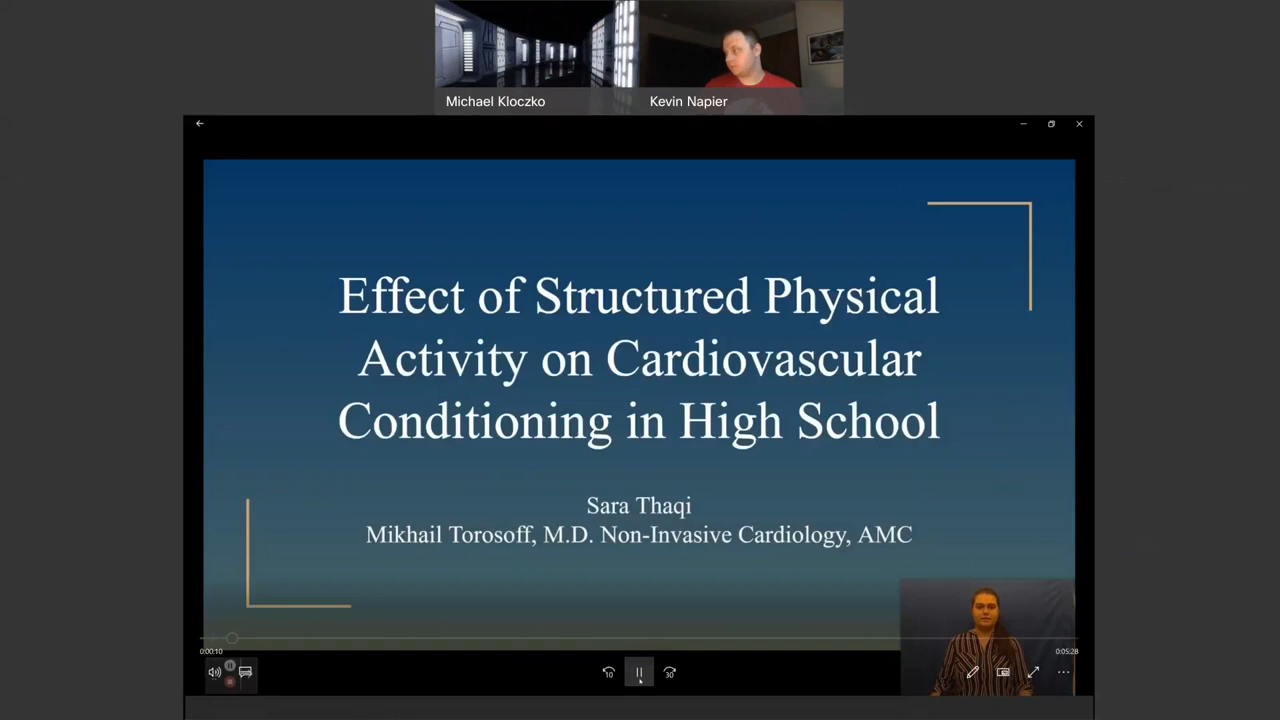 Michael Kloczko
Kevin Napier
Effect of Structured Physical
Activity on Cardiovascular
Conditioning in High School
Sara Thaqi
Mikhail Torosoff, M.D. Non-Invasive Cardiology, AMC
0:00:10
0:05:28
10
30